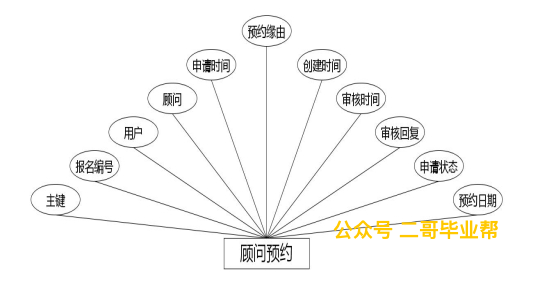 预约缘由
申请时间
创建时间
顾问
审核时间
用户
审核回复
报名编号
申请状态
主键
预约日期
公众号 二哥毕业帮
顾问预约